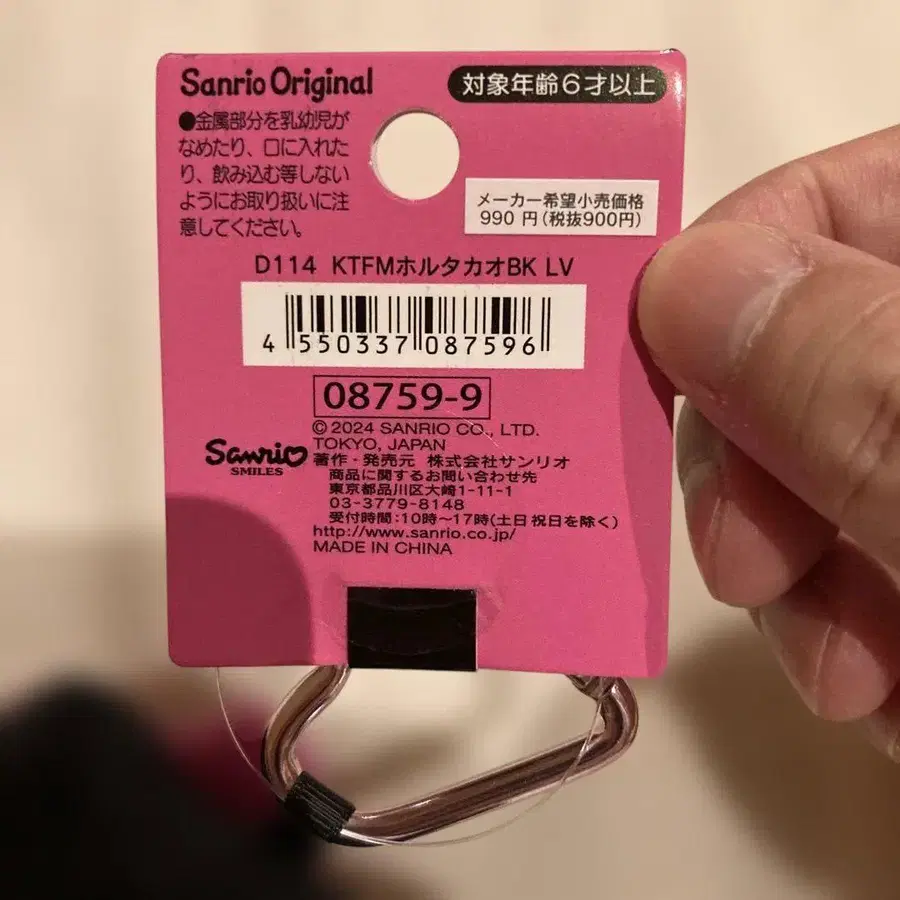 Sanrio Original
対象年齢6才以上
●金属部分を乳幼児が
なめたり、口に入れた
り、飲み込む等しない
ようにお取り扱いに注
意してください。
メーカー希望小売価格
990 円(税抜900円)
D114 KTFMホルタカオBK LV
4 550337 087596
08759-9
© 2024 SANRIO CO., LTD.
TOKYO, JAPAN
Sanrio
SMILES
著作・発売元 株式会社サンリオ
商品に関するお問い合わせ先
東京都品川区大崎1-11-1
03-3779-8148
受付時間:10時~17時(土日祝日を除く)
http://www.sanrio.co.jp/
MADE IN CHINA